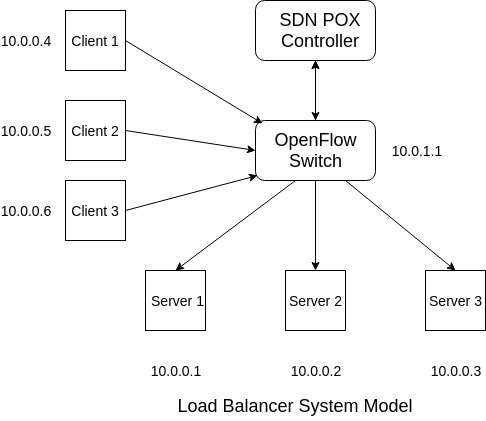 SDN POX
Controller
10.0.0.4
Client 1
10.0.0.5
Client 2
OpenFlow
Switch
10.0.1.1
10.0.0.6
Client 3
Server 1
Server 2
Server 3
10.0.0.1
10.0.0.2
10.0.0.3
Load Balancer System Model